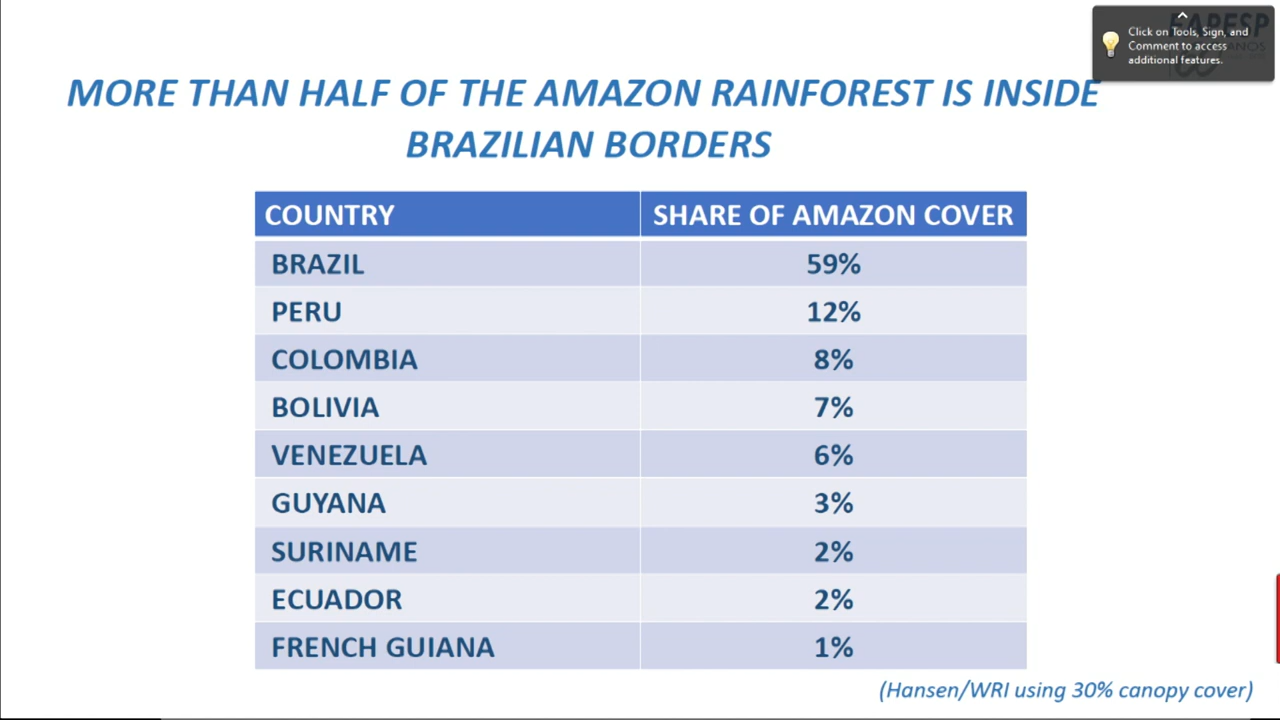 FAPESP
Click on Tools, Sign, and
Comment to access
additional features.
MORE THAN HALF OF THE AMAZON RAINFOREST IS INSIDE
BRAZILIAN BORDERS
COUNTRY SHARE OF AMAZON COVER
BRAZIL 59%
PERU 12%
COLOMBIA 8%
BOLIVIA 7%
VENEZUELA 6%
GUYANA 3%
SURINAME 2%
ECUADOR 2%
FRENCH GUIANA 1%
(Hansen/WRI using 30% canopy cover)